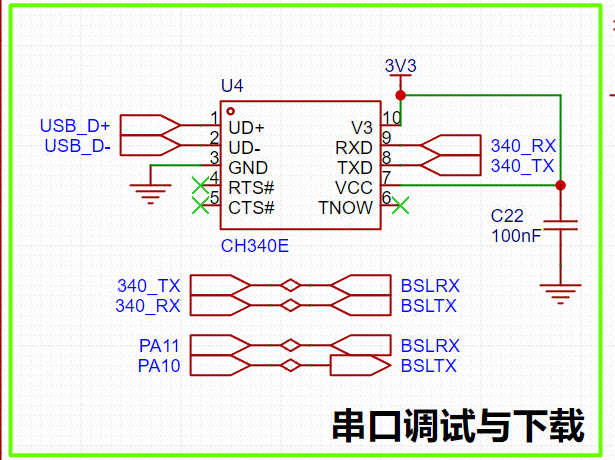 3V3
U4
USB_D+ 1 UD+ V3 10
USB_D- 2 UD- RXD 9 340_RX
3 GND TXD 8 340_TX
4 RTS# VCC 7
5 CTS# TNOW 6
C22
100nF
CH340E
340_TX BSLRX
340_RX BSLTX
PA11 BSLRX
PA10 BSLTX
串口调试与下载